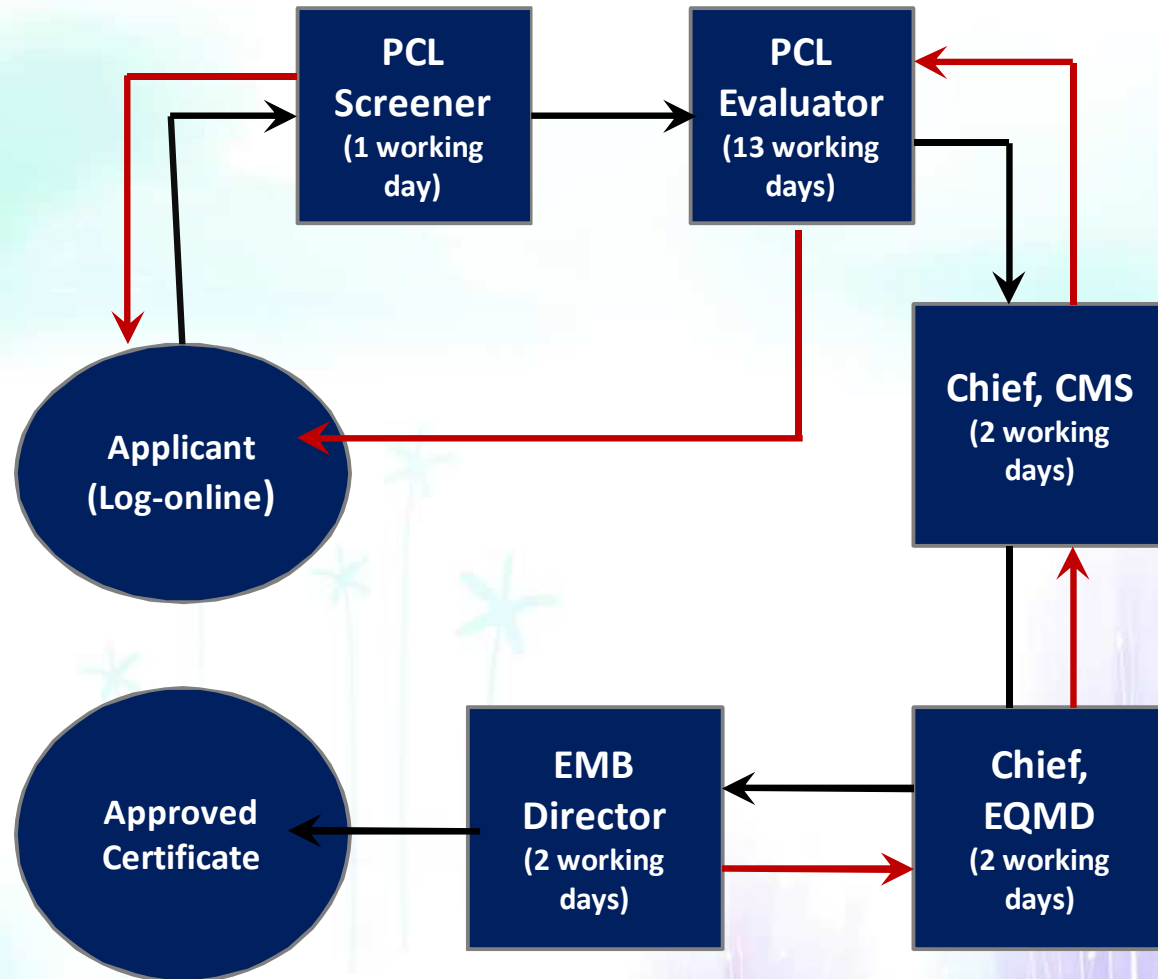 PCL
Screener
(1 working
day)
PCL
Evaluator
(13 working
days)
Chief, CMS
(2 working
days)
Applicant
(Log-online)
Approved
Certificate
EMB
Director
(2 working
days)
Chief,
EQMD
(2 working
days)